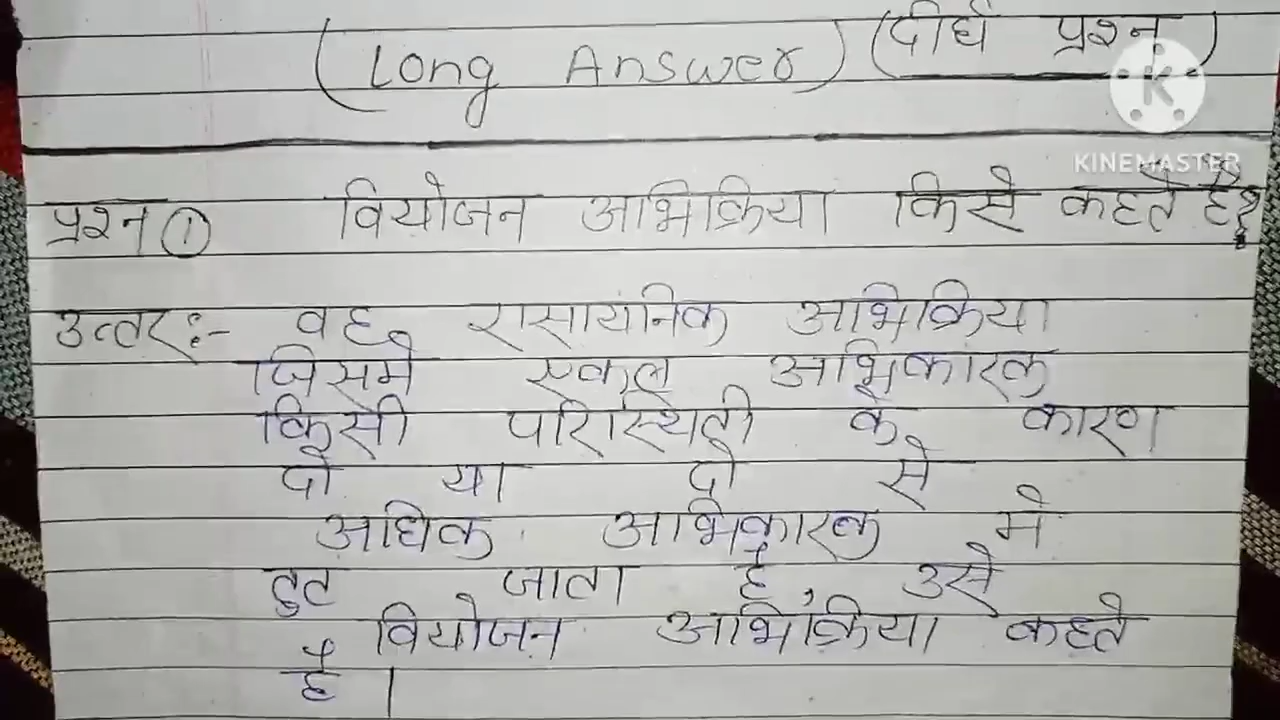 (Long Answer) (दीर्घ प्रश्न)
KINEMASTER
प्रश्न ① वियोजन अभिक्रिया किसे कहते है?
उत्तर:- वह रासायंनिक अभिक्रिया
जिसमे एकल अभिकारक
किसी परिस्थिती के कारण
दो या दो से
अधिक अभिकारक में
टुट जाता है, उसे
वियोजन अभिक्रिया कहते
है ।